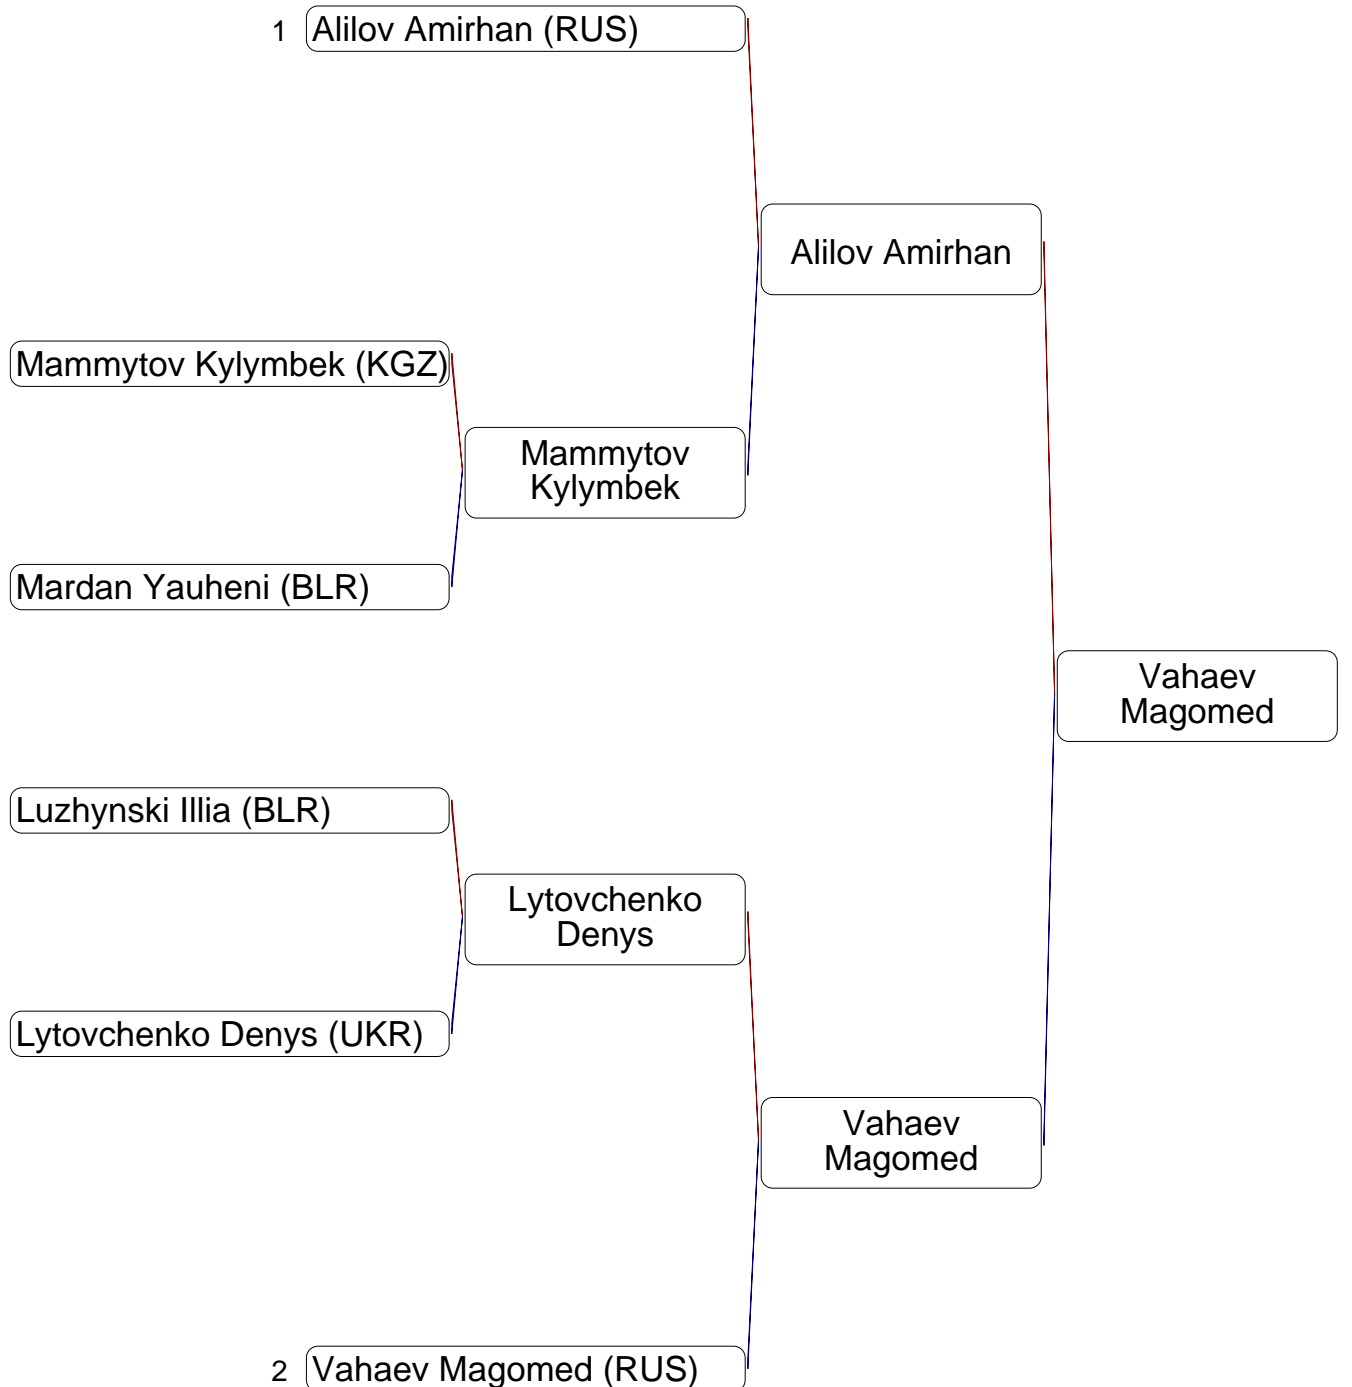 1 Alilov Amirhan (RUS)
Alilov Amirhan
Mammytov Kylymbek (KGZ)
Mammytov
Kylymbek
Mardan Yauheni (BLR)
Vahaev
Magomed
Luzhynski Illia (BLR)
Lytovchenko
Denys
Lytovchenko Denys (UKR)
Vahaev
Magomed
2 Vahaev Magomed (RUS)